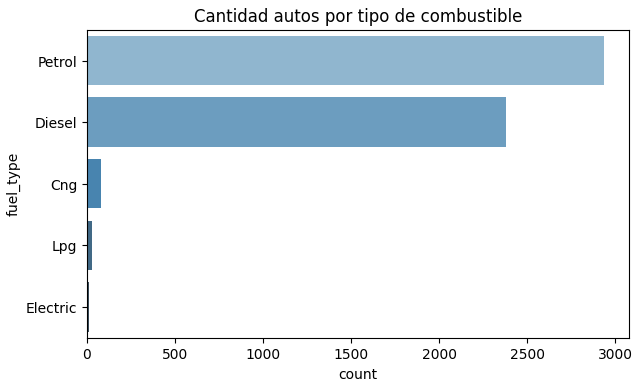 Cantidad autos por tipo de combustible
fuel_type
Petrol
Diesel
Cng
Lpg
Electric
0 500 1000 1500 2000 2500 3000
count